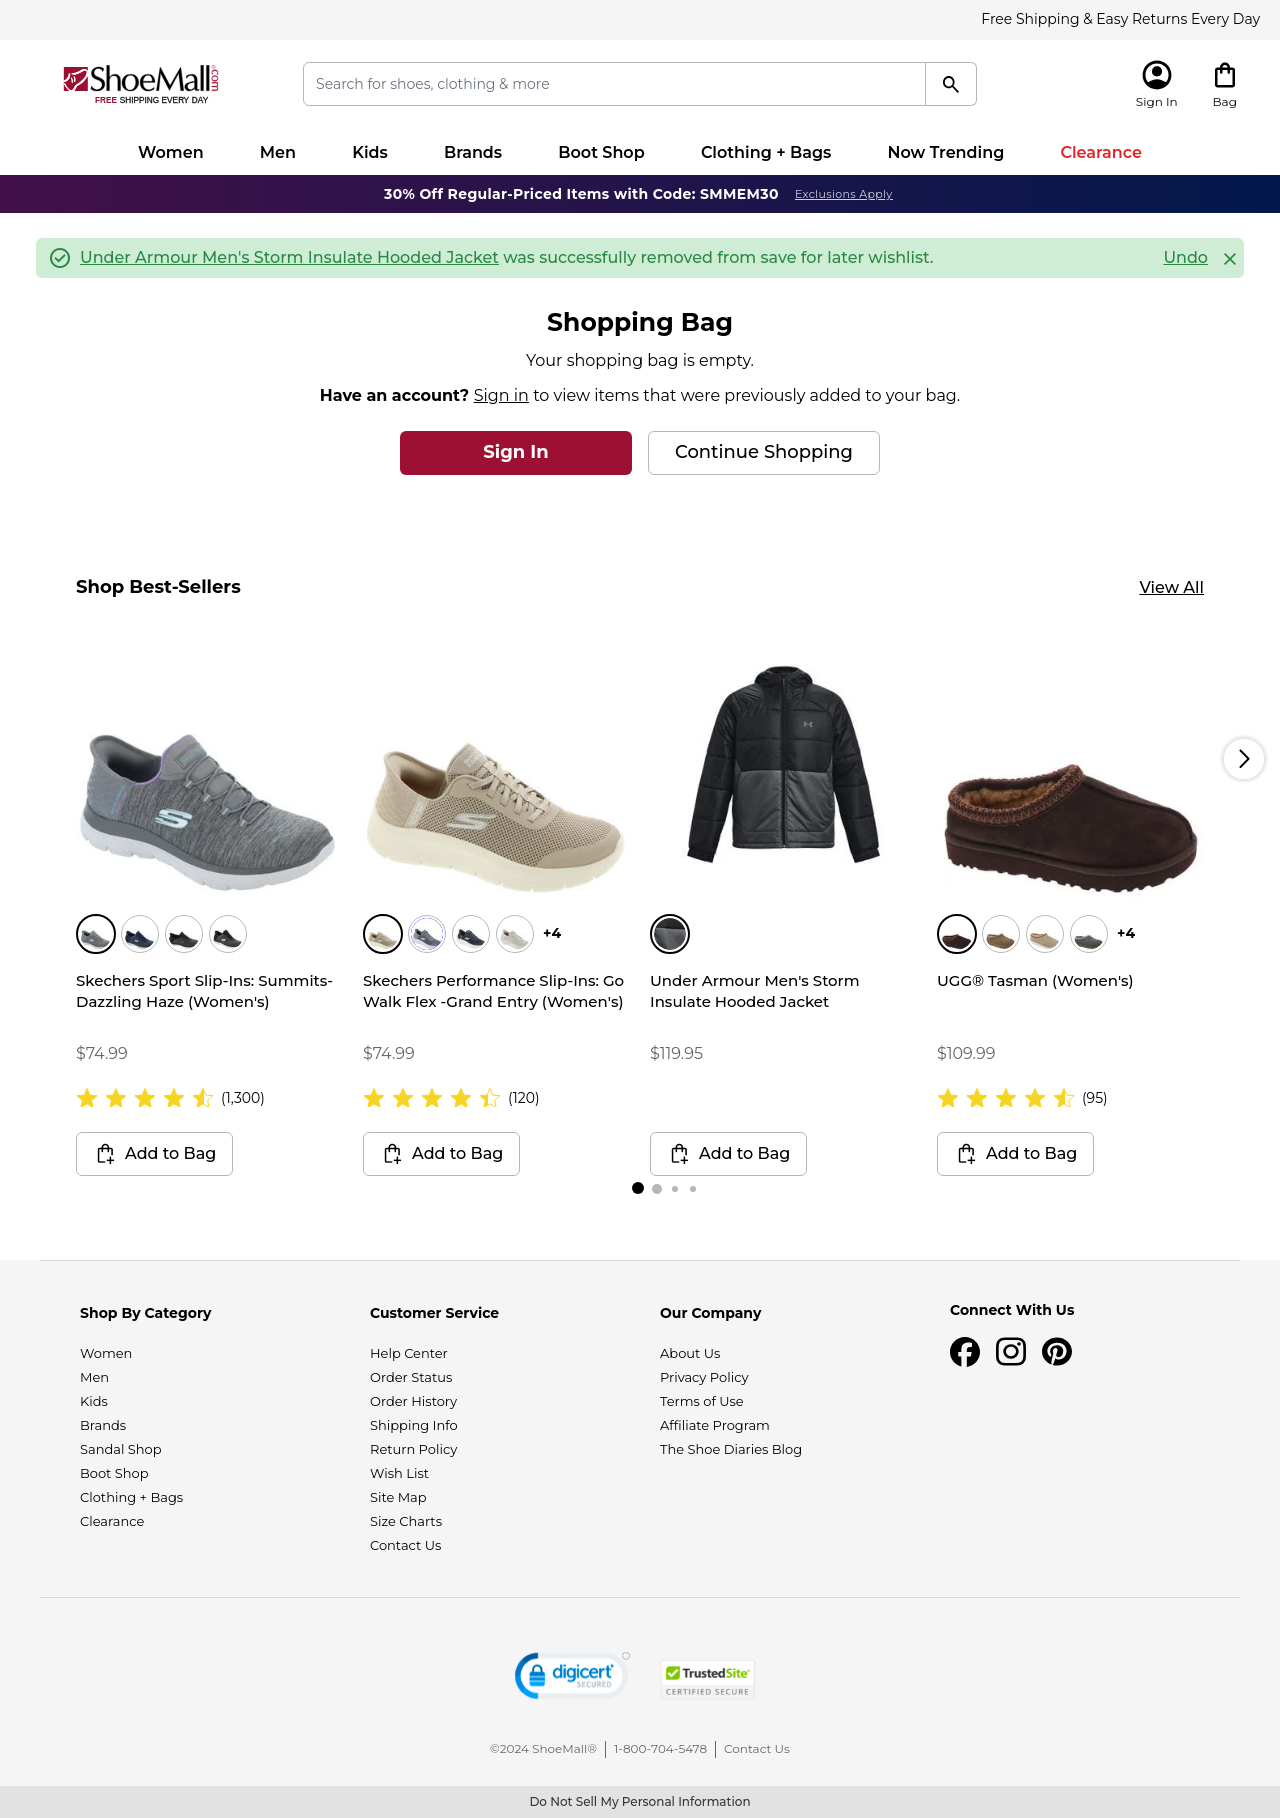 Free Shipping & Easy Returns Every Day
ShoeMall.com
FREE SHIPPING EVERY DAY
Search for shoes, clothing & more
Sign In
Bag
Women
Men
Kids
Brands
Boot Shop
Clothing + Bags
Now Trending
Clearance
30% Off Regular-Priced Items with Code: SMMEM30 Exclusions Apply
Under Armour Men's Storm Insulate Hooded Jacket was successfully removed from save for later wishlist.
Undo
Shopping Bag
Your shopping bag is empty.
Have an account? Sign in to view items that were previously added to your bag.
Sign In
Continue Shopping
Shop Best-Sellers
View All
Skechers Sport Slip-Ins: Summits-
Dazzling Haze (Women's)
$74.99
(1,300)
Add to Bag
+4
Skechers Performance Slip-Ins: Go
Walk Flex -Grand Entry (Women's)
$74.99
(120)
Add to Bag
Under Armour Men's Storm
Insulate Hooded Jacket
$119.95
Add to Bag
+4
UGG® Tasman (Women's)
$109.99
(95)
Add to Bag
Shop By Category
Women
Men
Kids
Brands
Sandal Shop
Boot Shop
Clothing + Bags
Clearance
Customer Service
Help Center
Order Status
Order History
Shipping Info
Return Policy
Wish List
Site Map
Size Charts
Contact Us
Our Company
About Us
Privacy Policy
Terms of Use
Affiliate Program
The Shoe Diaries Blog
Connect With Us
digicert
SECURED
TrustedSite
CERTIFIED SECURE
©2024 ShoeMall®
1-800-704-5478
Contact Us
Do Not Sell My Personal Information